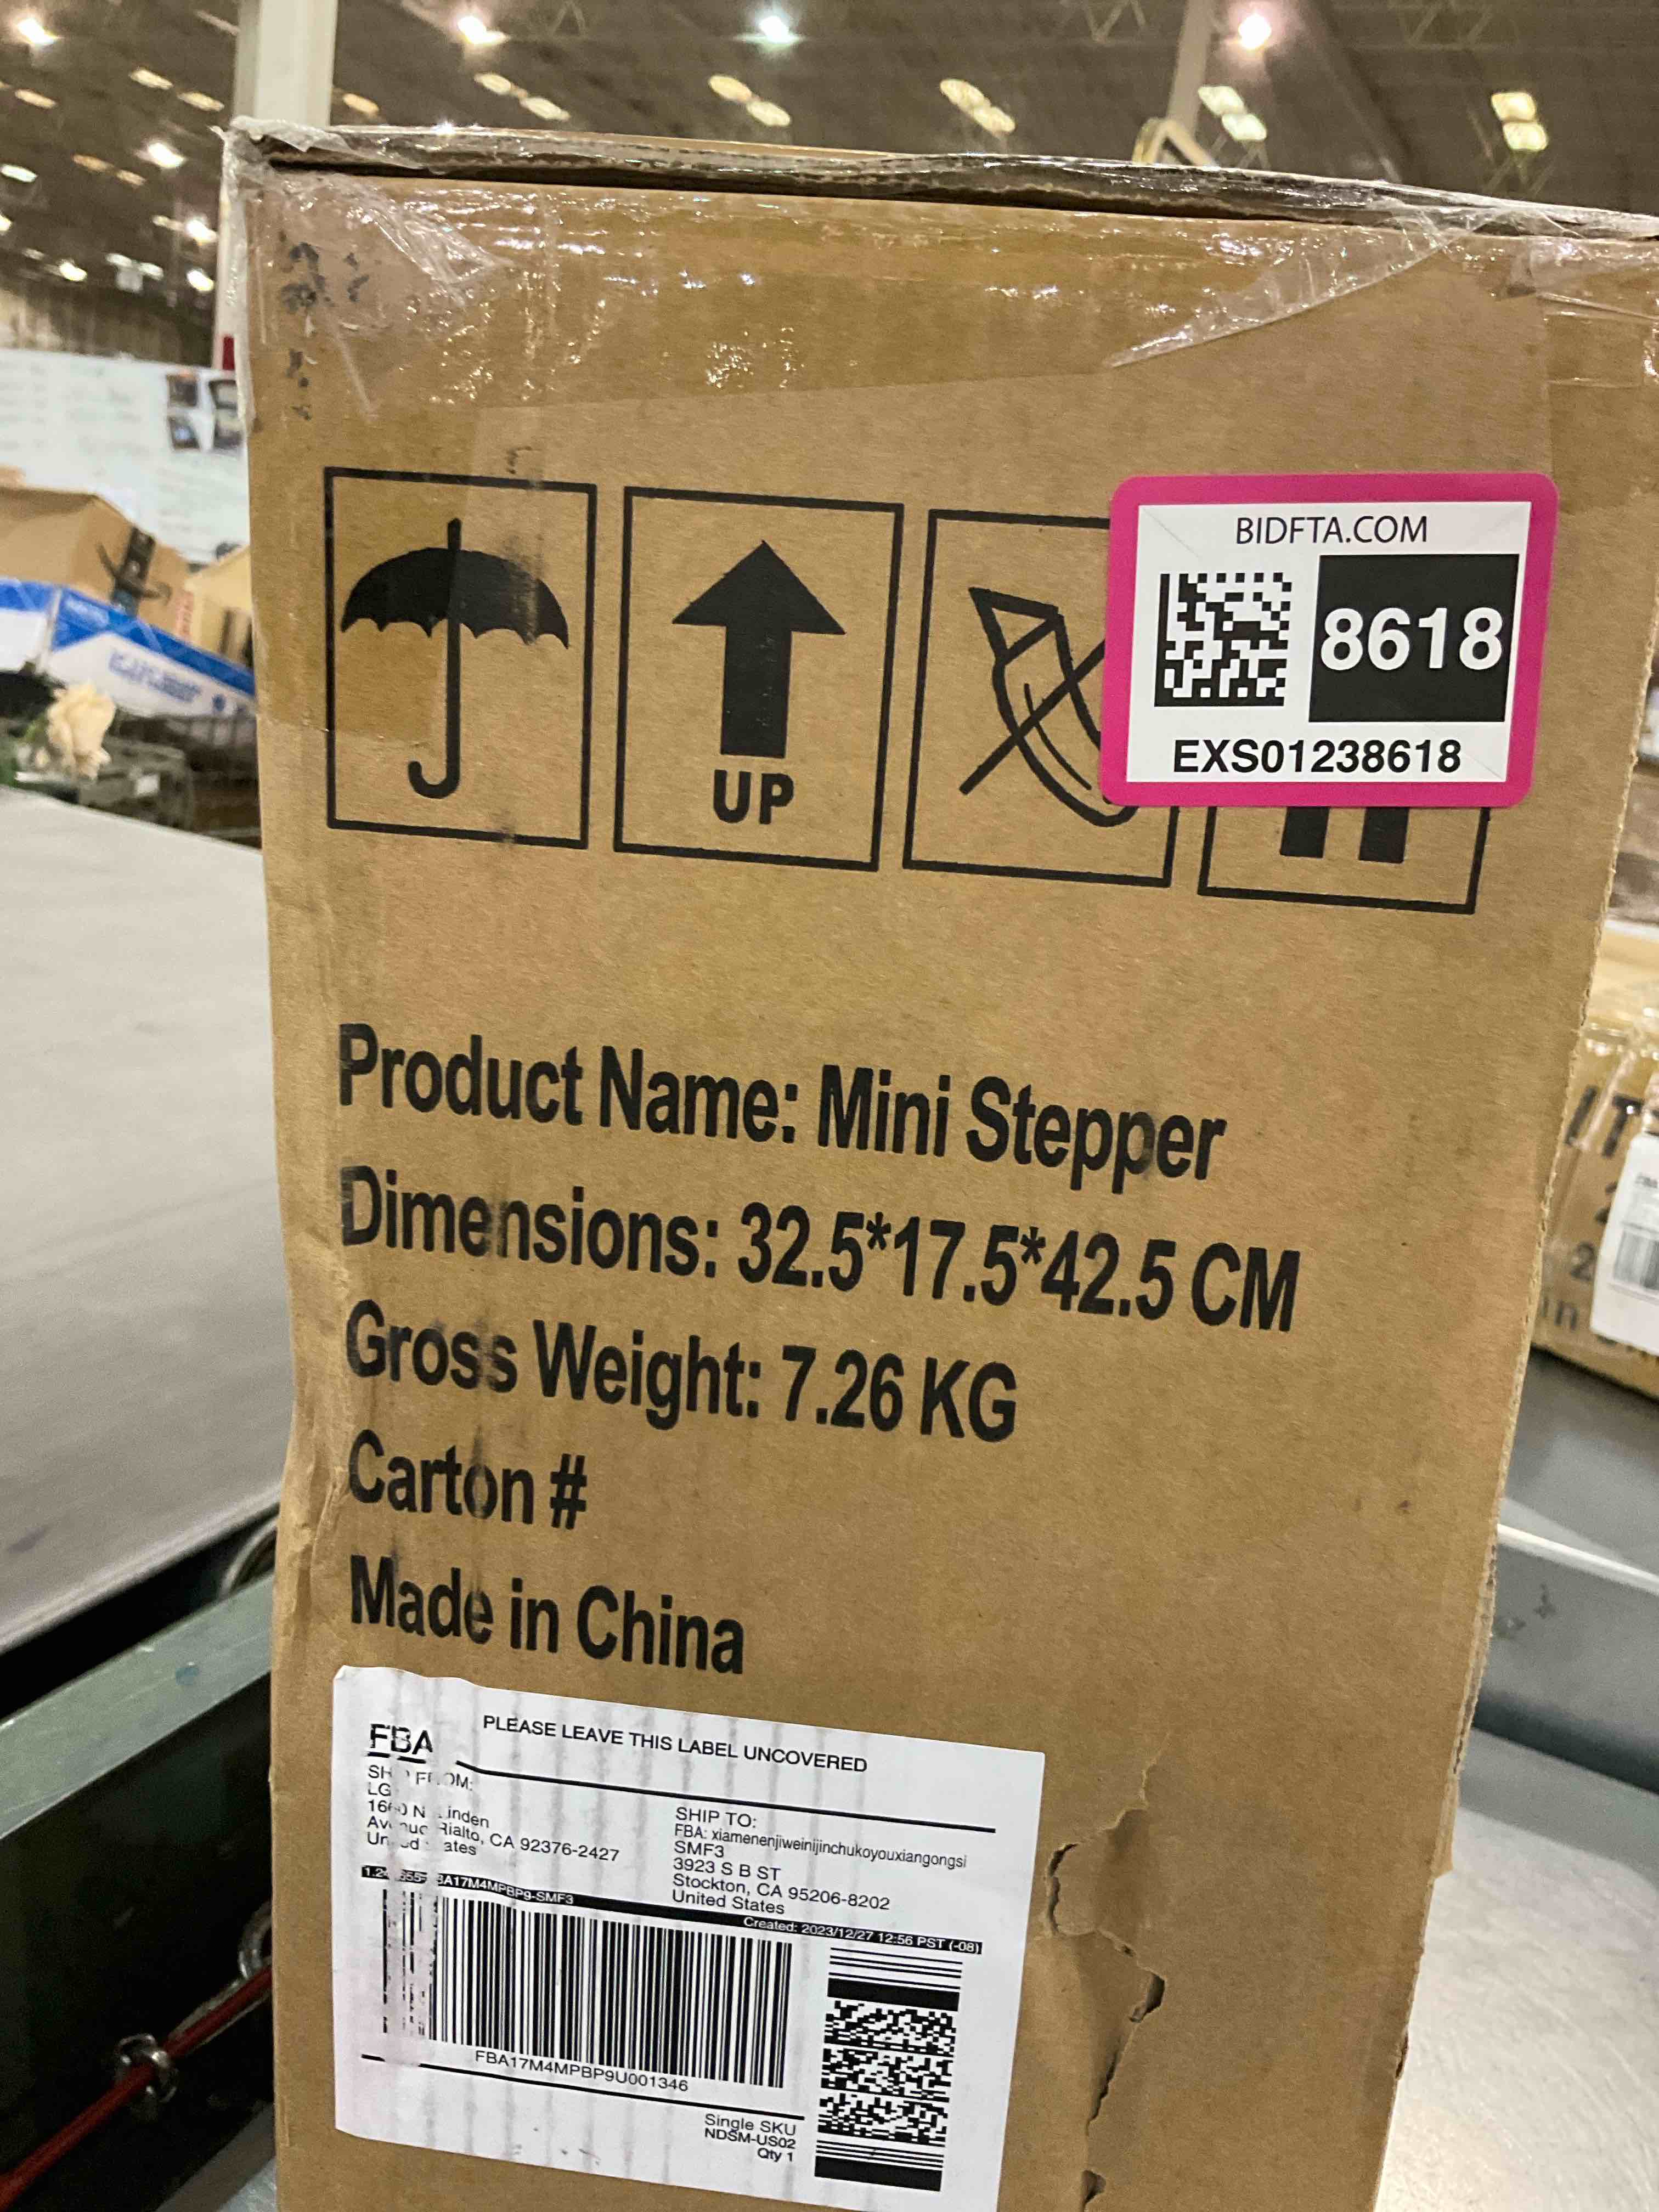 BIDFTA.COM
8618
EXS01238618
UP
Product Name: Mini Stepper
Dimensions: 32.5*17.5*42.5 CM
Gross Weight: 7.26 KG
Carton #
Made in China
FBA
PLEASE LEAVE THIS LABEL UNCOVERED
LG
Rialto, CA 92376-2427
SHIP TO:
FBA: xiamenenjiweinijinchukoyouxiangongsi
SMF3
3923 S B ST
Stockton, CA 95206-8202
United States
Created: 2023/12/27 12:56 PST (-08)
FBA17M4MPBP9U001346
Single SKU
NDSM-US02
Qty 1